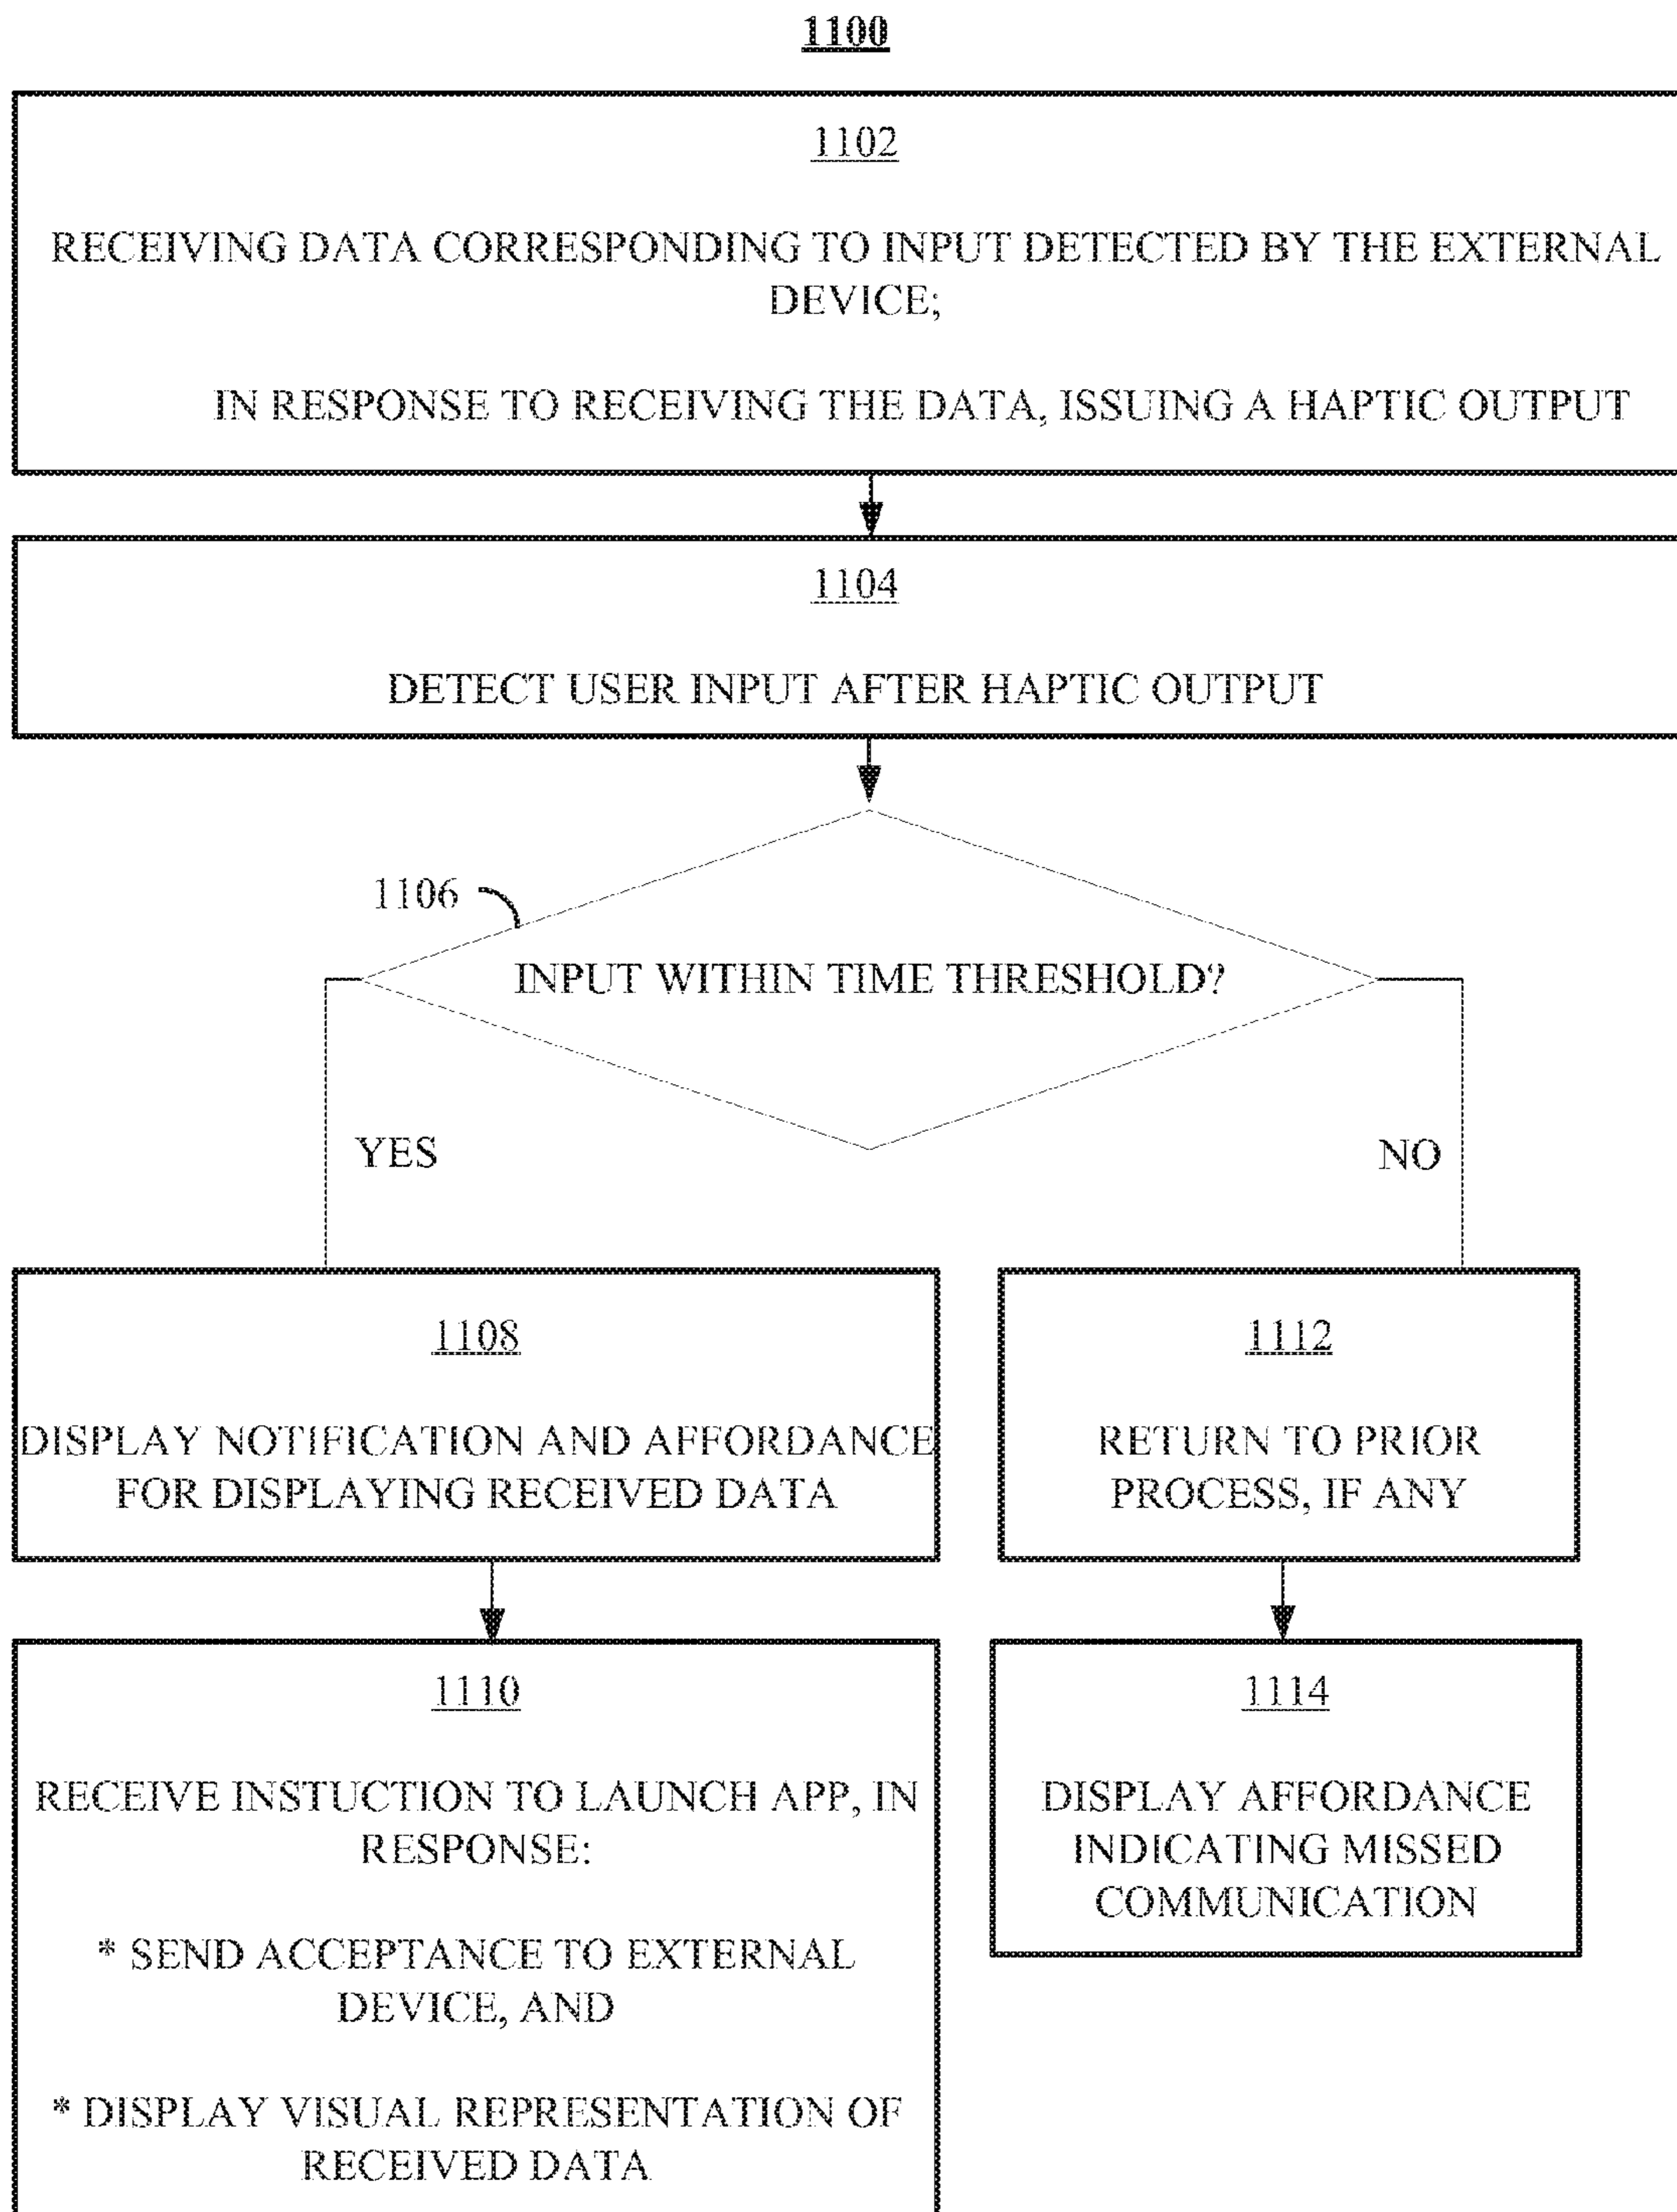 1100
1102
RECEIVING DATA CORRESPONDING TO INPUT DETECTED BY THE EXTERNAL
DEVICE;
IN RESPONSE TO RECEIVING THE DATA, ISSUING A HAPTIC OUTPUT
1104
DETECT USER INPUT AFTER HAPTIC OUTPUT
1106
INPUT WITHIN TIME THRESHOLD?
YES
NO
1108
DISPLAY NOTIFICATION AND AFFORDANCE
FOR DISPLAYING RECEIVED DATA
1112
RETURN TO PRIOR
PROCESS, IF ANY
1110
RECEIVE INSTUCTION TO LAUNCH APP, IN
RESPONSE:
* SEND ACCEPTANCE TO EXTERNAL
DEVICE, AND
* DISPLAY VISUAL REPRESENTATION OF
RECEIVED DATA
1114
DISPLAY AFFORDANCE
INDICATING MISSED
COMMUNICATION